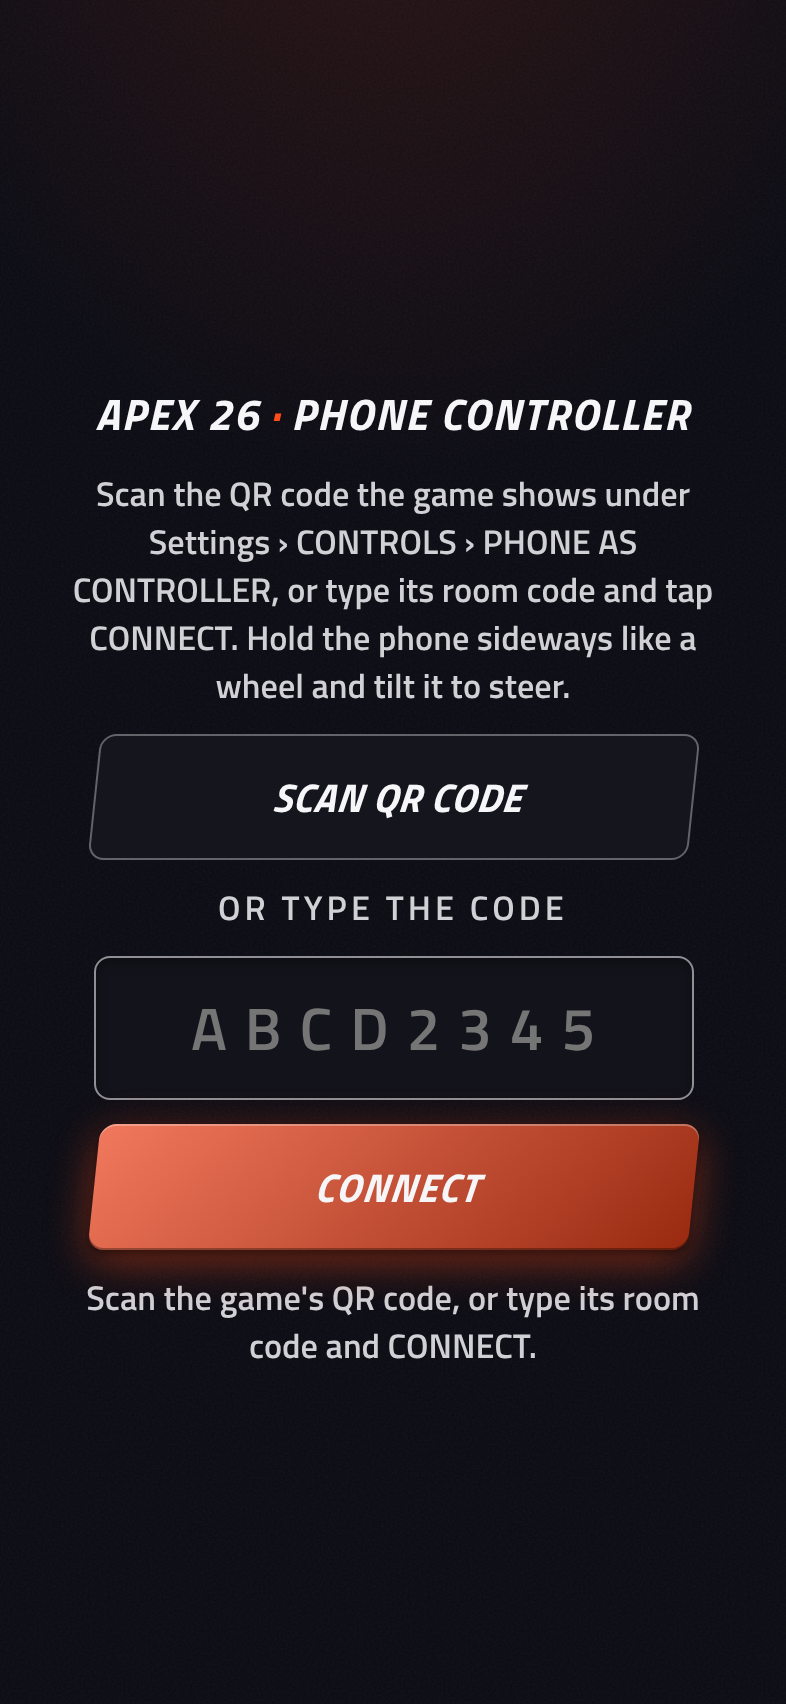 APEX 26 · PHONE CONTROLLER
Scan the QR code the game shows under
Settings › CONTROLS › PHONE AS
CONTROLLER, or type its room code and tap
CONNECT. Hold the phone sideways like a
wheel and tilt it to steer.
SCAN QR CODE
OR TYPE THE CODE
ABCD2345
CONNECT
Scan the game's QR code, or type its room
code and CONNECT.